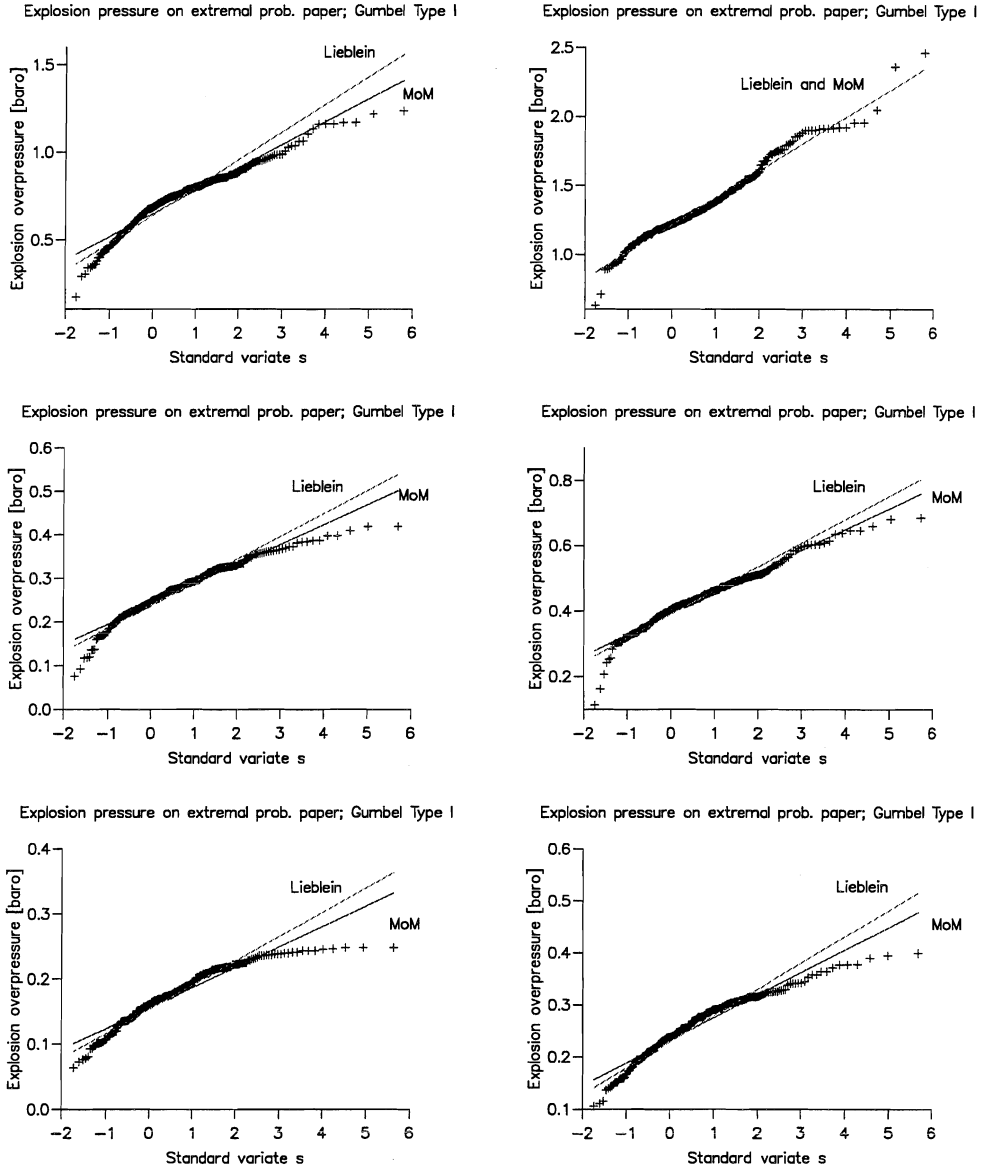 Explosion pressure on extremal prob. paper; Gumbel Type I
Explosion overpressure [baro]
1.5
1.0
0.5
Lieblein
MoM
-2 -1 0 1 2 3 4 5 6
Standard variate s
Explosion pressure on extremal prob. paper; Gumbel Type I
Explosion overpressure [baro]
2.5
2.0
1.5
1.0
Lieblein and MoM
-2 -1 0 1 2 3 4 5 6
Standard variate s
Explosion pressure on extremal prob. paper; Gumbel Type I
Explosion overpressure [baro]
0.6
0.5
0.4
0.3
0.2
0.1
0.0
Lieblein
MoM
-2 -1 0 1 2 3 4 5 6
Standard variate s
Explosion pressure on extremal prob. paper; Gumbel Type I
Explosion overpressure [baro]
0.8
0.6
0.4
0.2
Lieblein
MoM
-2 -1 0 1 2 3 4 5 6
Standard variate s
Explosion pressure on extremal prob. paper; Gumbel Type I
Explosion overpressure [baro]
0.4
0.3
0.2
0.1
0.0
Lieblein
MoM
-2 -1 0 1 2 3 4 5 6
Standard variate s
Explosion pressure on extremal prob. paper; Gumbel Type I
Explosion overpressure [baro]
0.6
0.5
0.4
0.3
0.2
0.1
Lieblein
MoM
-2 -1 0 1 2 3 4 5 6
Standard variate s